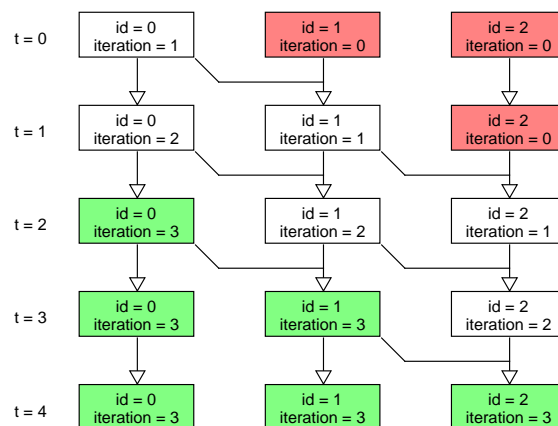 t = 0
id = 0
iteration = 1
id = 1
iteration = 0
id = 2
iteration = 0
t = 1
id = 0
iteration = 2
id = 1
iteration = 1
id = 2
iteration = 0
t = 2
id = 0
iteration = 3
id = 1
iteration = 2
id = 2
iteration = 1
t = 3
id = 0
iteration = 3
id = 1
iteration = 3
id = 2
iteration = 2
t = 4
id = 0
iteration = 3
id = 1
iteration = 3
id = 2
iteration = 3